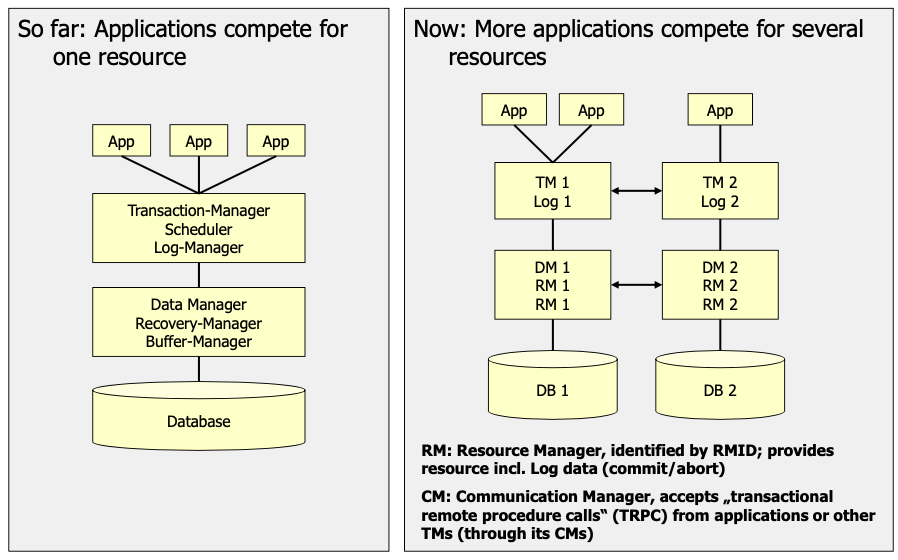 So far: Applications compete for
one resource
App
App
App
Transaction-Manager
Scheduler
Log-Manager
Data Manager
Recovery-Manager
Buffer-Manager
Database
Now: More applications compete for several
resources
App
App
App
TM 1
Log 1
TM 2
Log 2
DM 1
RM 1
RM 1
DM 2
RM 2
RM 2
DB 1
DB 2
RM: Resource Manager, identified by RMID; provides
resource incl. Log data (commit/abort)
CM: Communication Manager, accepts „transactional
remote procedure calls“ (TRPC) from applications or other
TMs (through its CMs)